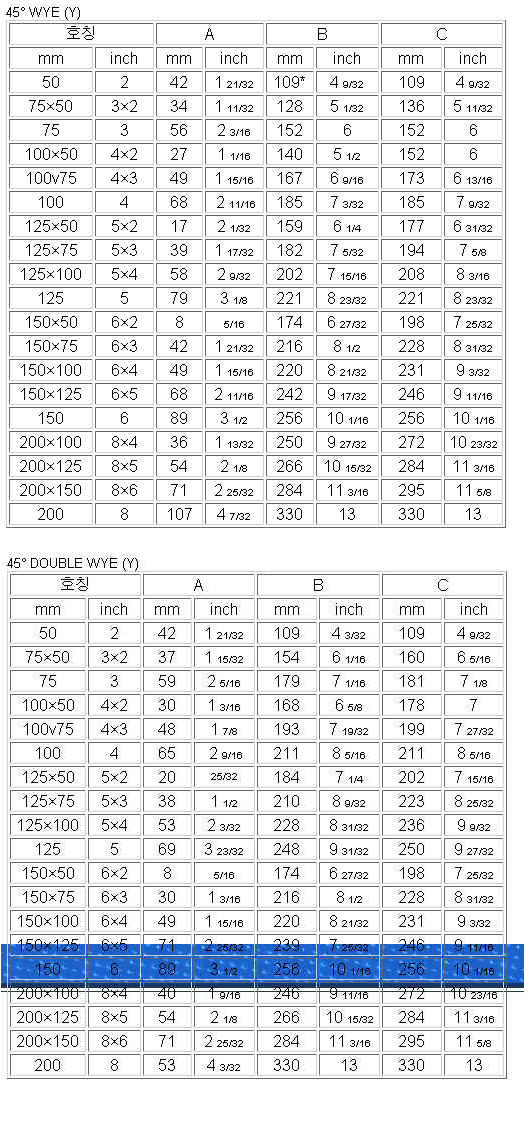 45° WYE (Y)
호칭 A B C
mm inch mm inch mm inch mm inch
50 2 42 1 21/32 109* 4 9/32 109 4 9/32
75×50 3×2 34 1 11/32 128 5 1/32 136 5 11/32
75 3 56 2 3/16 152 6 152 6
100×50 4×2 27 1 1/16 140 5 1/2 152 6
100v75 4×3 49 1 15/16 167 6 9/16 173 6 13/16
100 4 68 2 11/16 185 7 3/32 185 7 9/32
125×50 5×2 17 2 1/32 159 6 1/4 177 6 31/32
125×75 5×3 39 1 17/32 182 7 5/32 194 7 5/8
125×100 5×4 58 2 9/32 202 7 15/16 208 8 3/16
125 5 79 3 1/8 221 8 23/32 221 8 23/32
150×50 6×2 8 5/16 174 6 27/32 198 7 25/32
150×75 6×3 42 1 21/32 216 8 1/2 228 8 31/32
150×100 6×4 49 1 15/16 220 8 21/32 231 9 3/32
150×125 6×5 68 2 11/16 242 9 17/32 246 9 11/16
150 6 89 3 1/2 256 10 1/16 256 10 1/16
200×100 8×4 36 1 13/32 250 9 27/32 272 10 23/32
200×125 8×5 54 2 1/8 266 10 15/32 284 11 3/16
200×150 8×6 71 2 25/32 284 11 3/16 295 11 5/8
200 8 107 4 7/32 330 13 330 13
45° DOUBLE WYE (Y)
호칭 A B C
mm inch mm inch mm inch mm inch
50 2 42 1 21/32 109 4 3/32 109 4 9/32
75×50 3×2 37 1 15/32 154 6 1/16 160 6 5/16
75 3 59 2 5/16 179 7 1/16 181 7 1/8
100×50 4×2 30 1 3/16 168 6 5/8 178 7
100v75 4×3 48 1 7/8 193 7 19/32 199 7 27/32
100 4 65 2 9/16 211 8 5/16 211 8 5/16
125×50 5×2 20 25/32 184 7 1/4 202 7 15/16
125×75 5×3 38 1 1/2 210 8 9/32 223 8 25/32
125×100 5×4 53 2 3/32 228 8 31/32 236 9 9/32
125 5 69 3 23/32 248 9 31/32 250 9 27/32
150×50 6×2 8 5/16 174 6 27/32 198 7 25/32
150×75 6×3 30 1 3/16 216 8 1/2 228 8 31/32
150×100 6×4 49 1 15/16 220 8 21/32 231 9 3/32
150×125 6×5 71 2 25/32 239 7 25/32 246 9 11/16
150 6 89 3 1/2 256 10 1/16 256 10 1/16
200×100 8×4 40 1 9/16 246 9 11/16 272 10 23/16
200×125 8×5 54 2 1/8 266 10 15/32 284 11 3/16
200×150 8×6 71 2 25/32 284 11 3/16 295 11 5/8
200 8 53 4 3/32 330 13 330 13